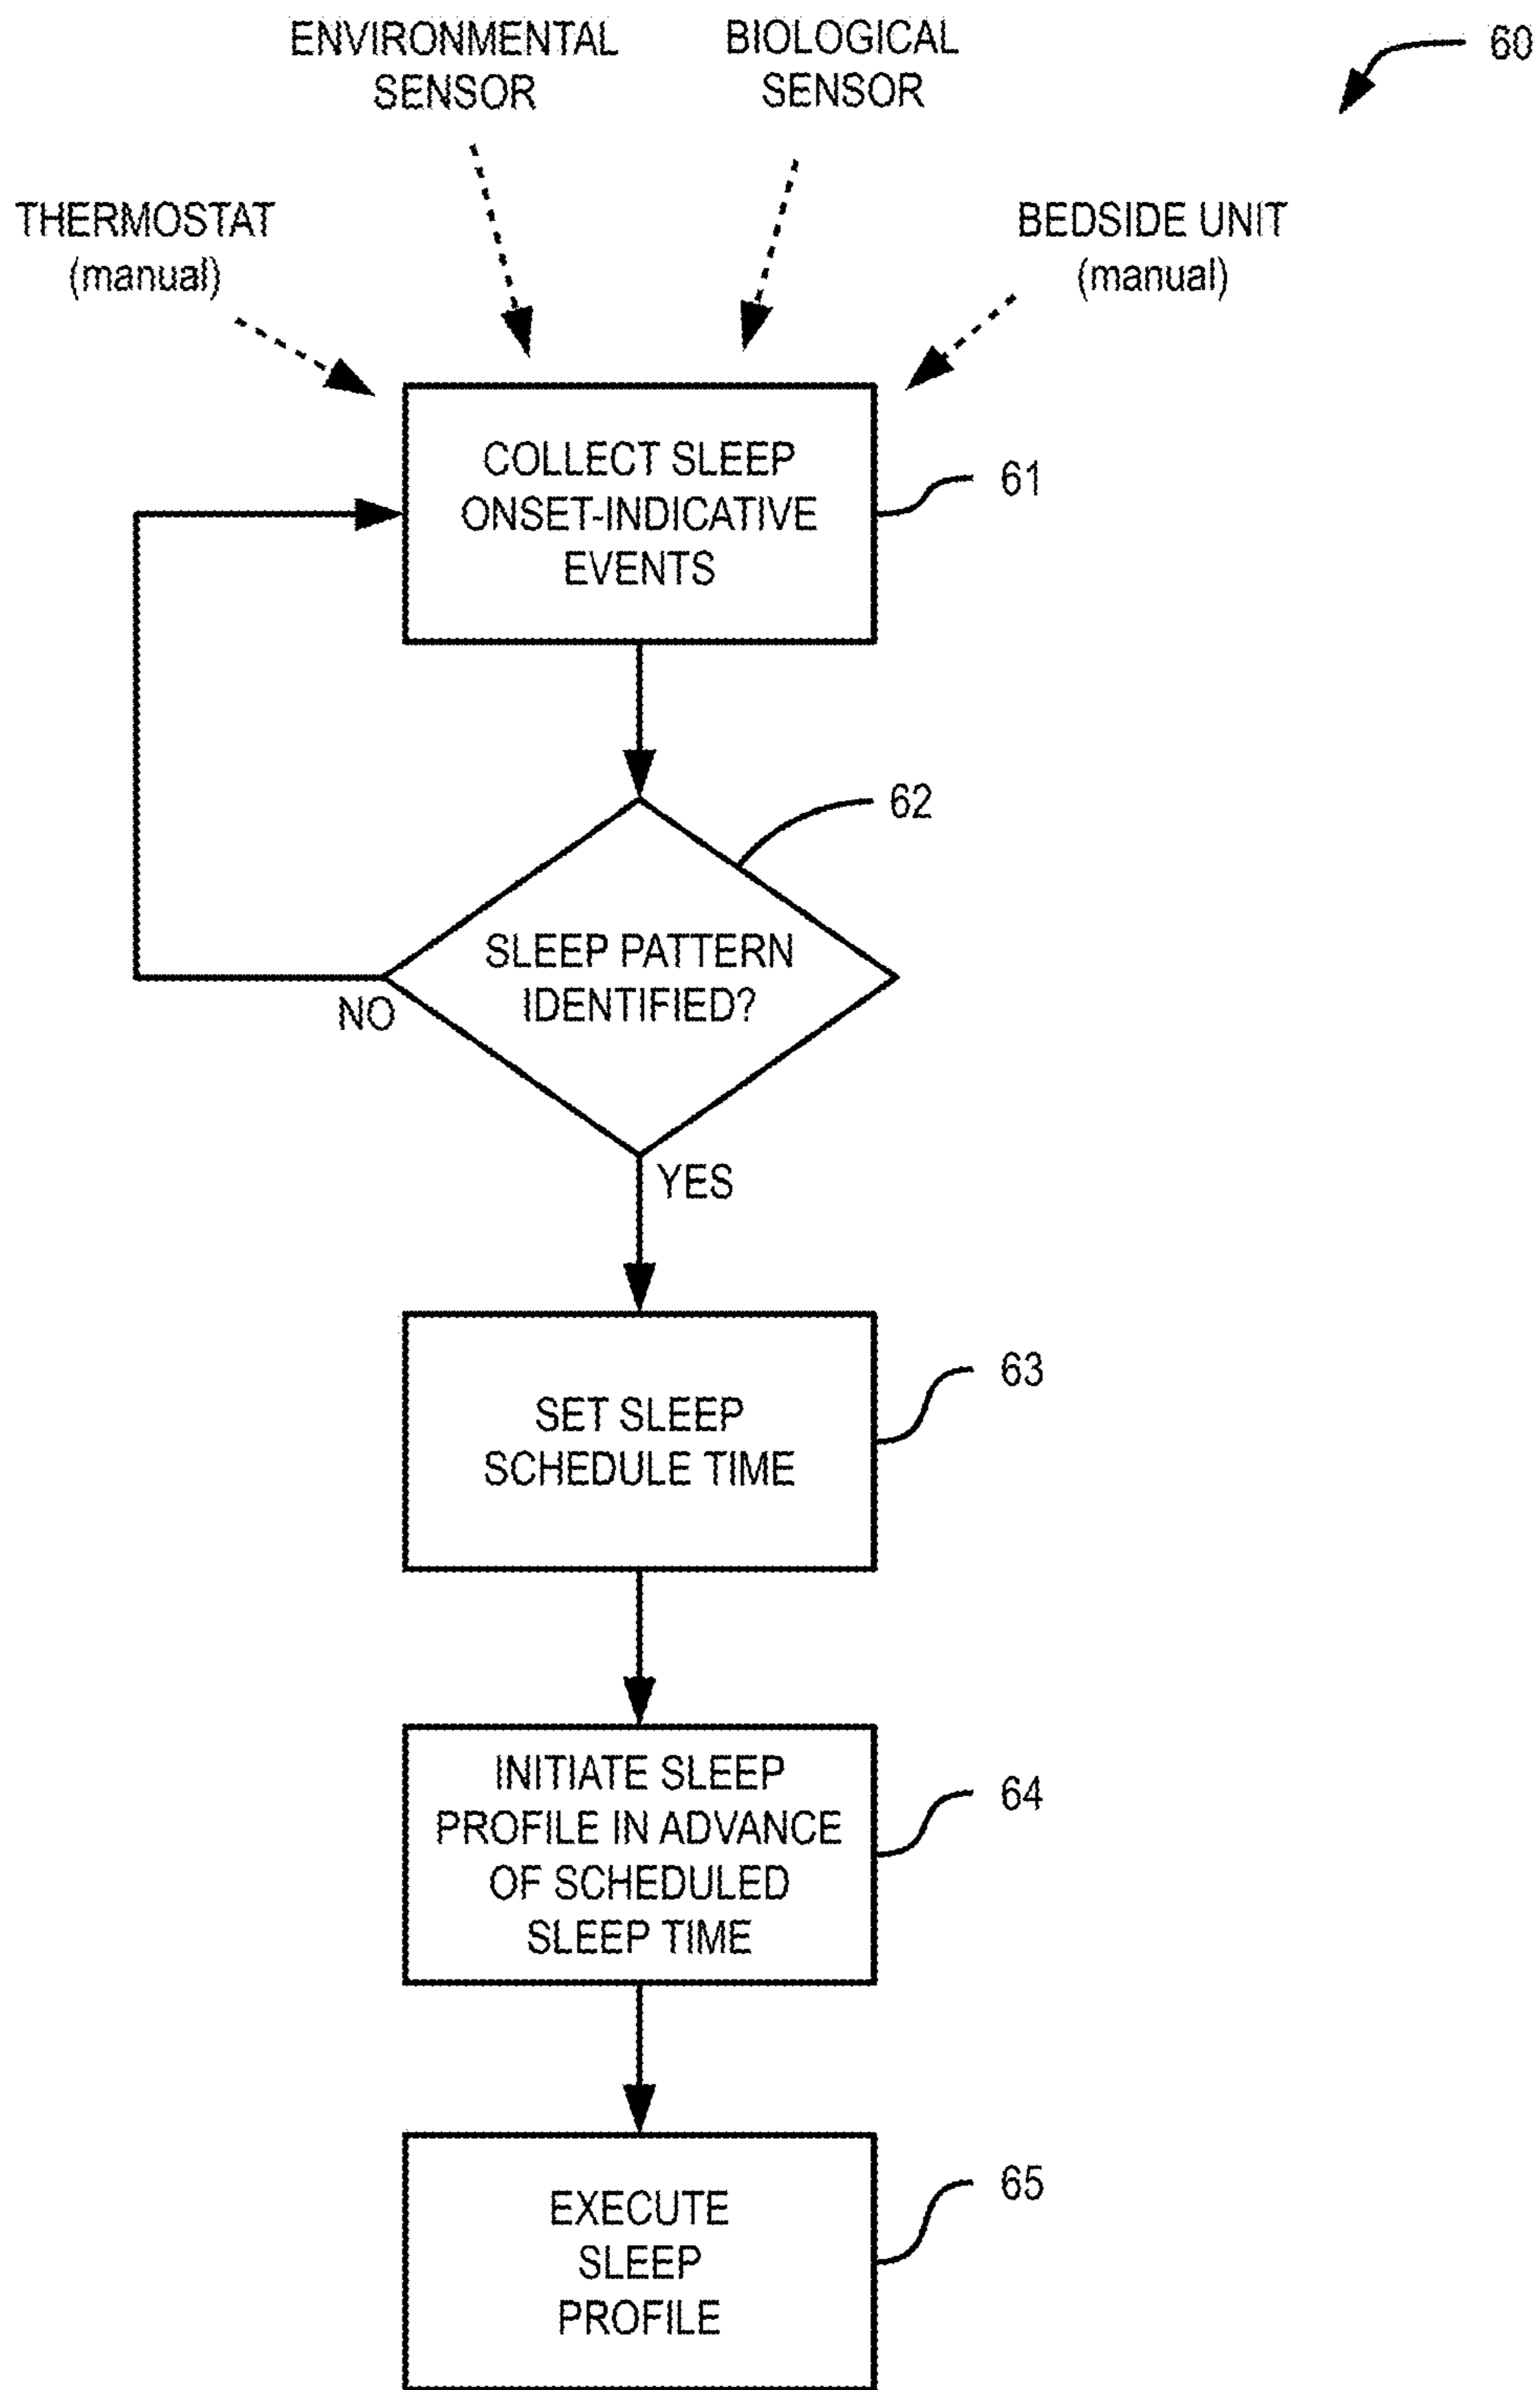 ENVIRONMENTAL
SENSOR
BIOLOGICAL
SENSOR
60
THERMOSTAT
(manual)
BEDSIDE UNIT
(manual)
COLLECT SLEEP
ONSET-INDICATIVE
EVENTS
61
62
SLEEP PATTERN
IDENTIFIED?
NO
YES
SET SLEEP
SCHEDULE TIME
63
INITIATE SLEEP
PROFILE IN ADVANCE
OF SCHEDULED
SLEEP TIME
64
EXECUTE
SLEEP
PROFILE
65